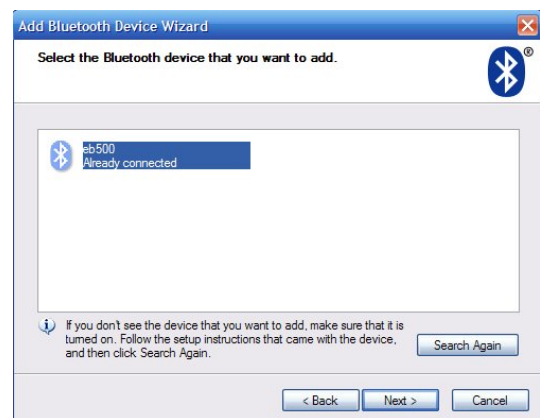 Add Bluetooth Device Wizard
Select the Bluetooth device that you want to add.
®
eb500
Already connected
If you don't see the device that you want to add, make sure that it is
turned on. Follow the setup instructions that came with the device,
and then click Search Again.
Search Again
< Back
Next >
Cancel